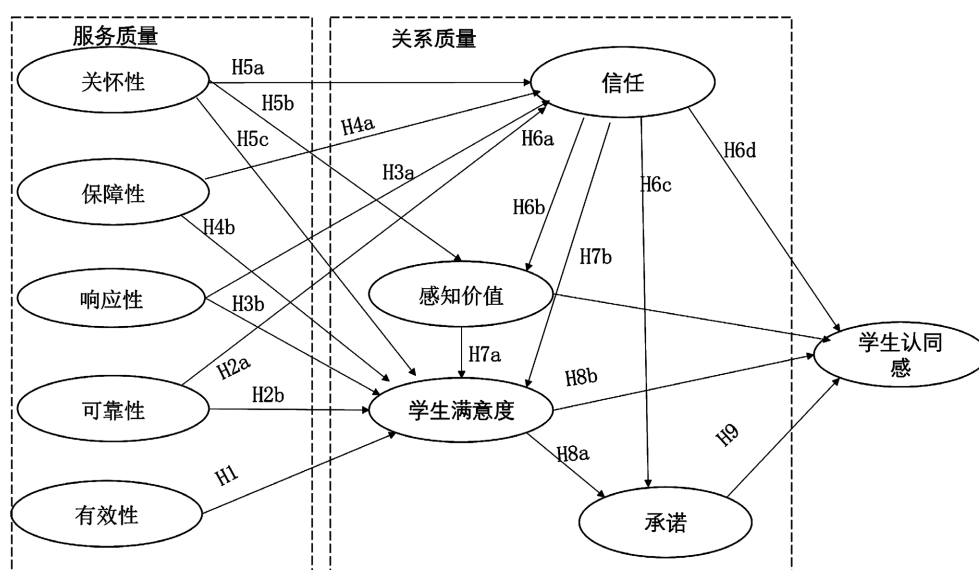 服务质量
关系质量
关怀性
H5a
信任
H5b
H5c
H4a
H6a
H6d
保障性
H3a
H6c
H6b
H4b
H7b
响应性
H3b
感知价值
学生认同
感
H2a
H7a
H8b
可靠性
H2b
学生满意度
H9
H8a
H1
有效性
承诺